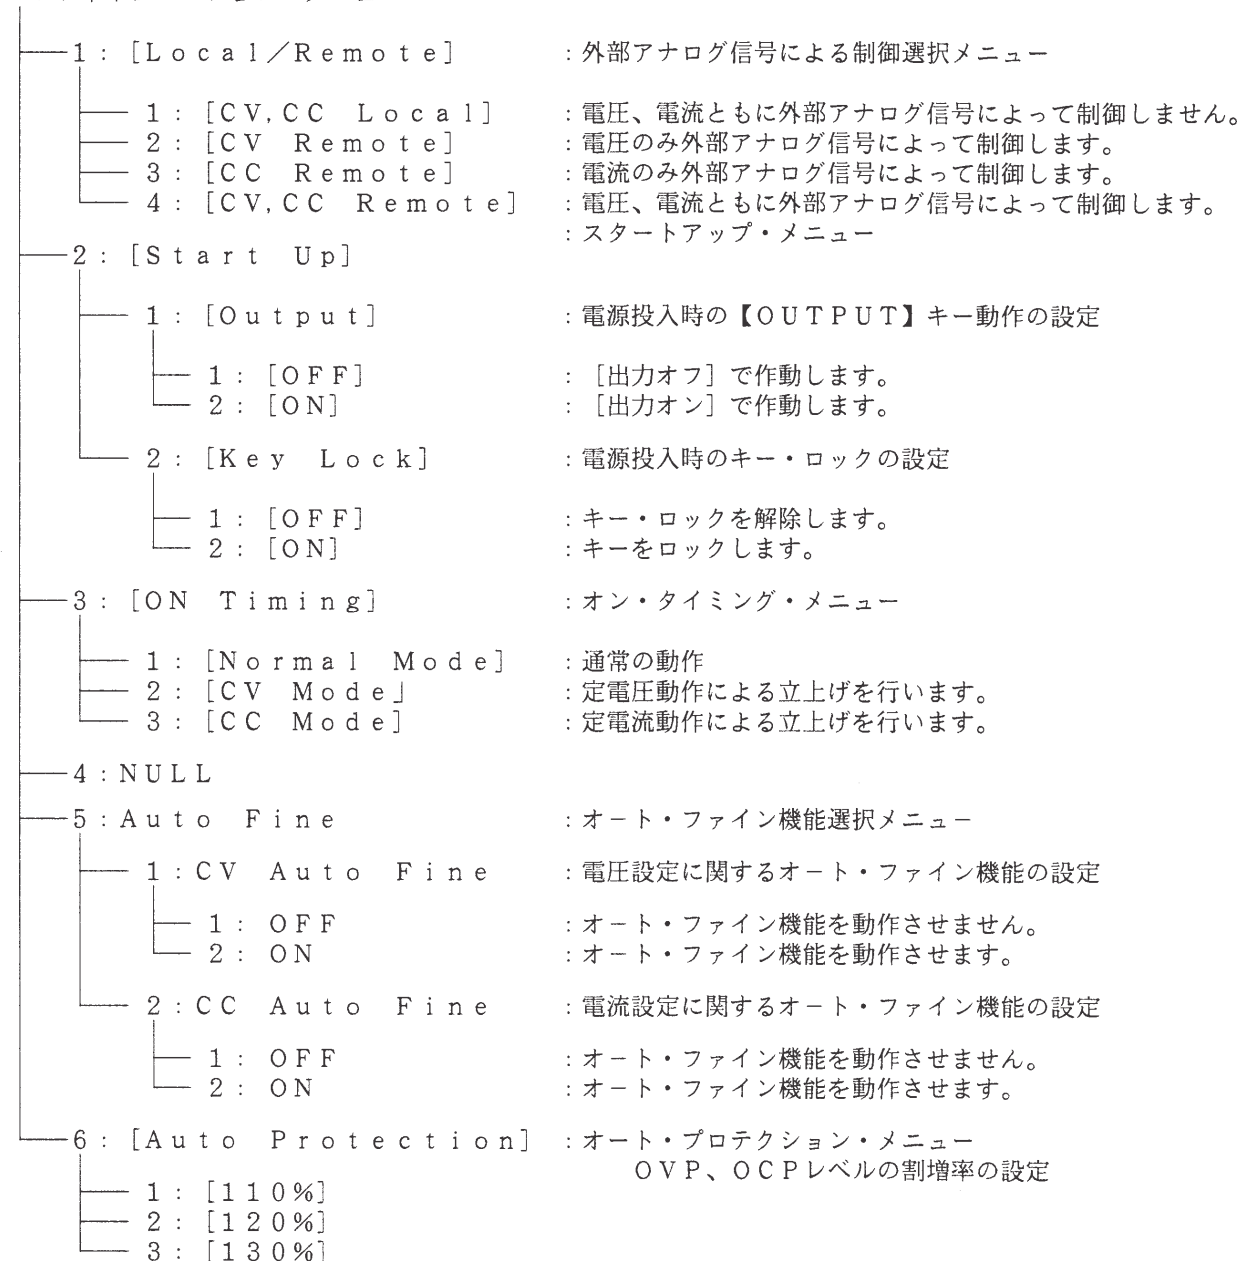 1：[Local／Remote]　：外部アナログ信号による制御選択メニュー
1：[CV,CC Local]　：電圧、電流ともに外部アナログ信号によって制御しません。
2：[CV Remote]　：電圧のみ外部アナログ信号によって制御します。
3：[CC Remote]　：電流のみ外部アナログ信号によって制御します。
4：[CV,CC Remote]　：電圧、電流ともに外部アナログ信号によって制御します。
：スタートアップ・メニュー
2：[Start Up]
1：[Output]　：電源投入時の【OUTPUT】キー動作の設定
1：[OFF]　：［出力オフ］で作動します。
2：[ON]　：［出力オン］で作動します。
2：[Key Lock]　：電源投入時のキー・ロックの設定
1：[OFF]　：キー・ロックを解除します。
2：[ON]　：キーをロックします。
3：[ON Timing]　：オン・タイミング・メニュー
1：[Normal Mode]　：通常の動作
2：[CV Mode」　：定電圧動作による立上げを行います。
3：[CC Mode]　：定電流動作による立上げを行います。
4：NULL
5：Auto Fine　：オート・ファイン機能選択メニュー
1：CV Auto Fine　：電圧設定に関するオート・ファイン機能の設定
1：OFF　：オート・ファイン機能を動作させません。
2：ON　：オート・ファイン機能を動作させます。
2：CC Auto Fine　：電流設定に関するオート・ファイン機能の設定
1：OFF　：オート・ファイン機能を動作させません。
2：ON　：オート・ファイン機能を動作させます。
6：[Auto Protection]　：オート・プロテクション・メニュー
OVP、OCPレベルの割増率の設定
1：[110%]
2：[120%]
3：[130%]